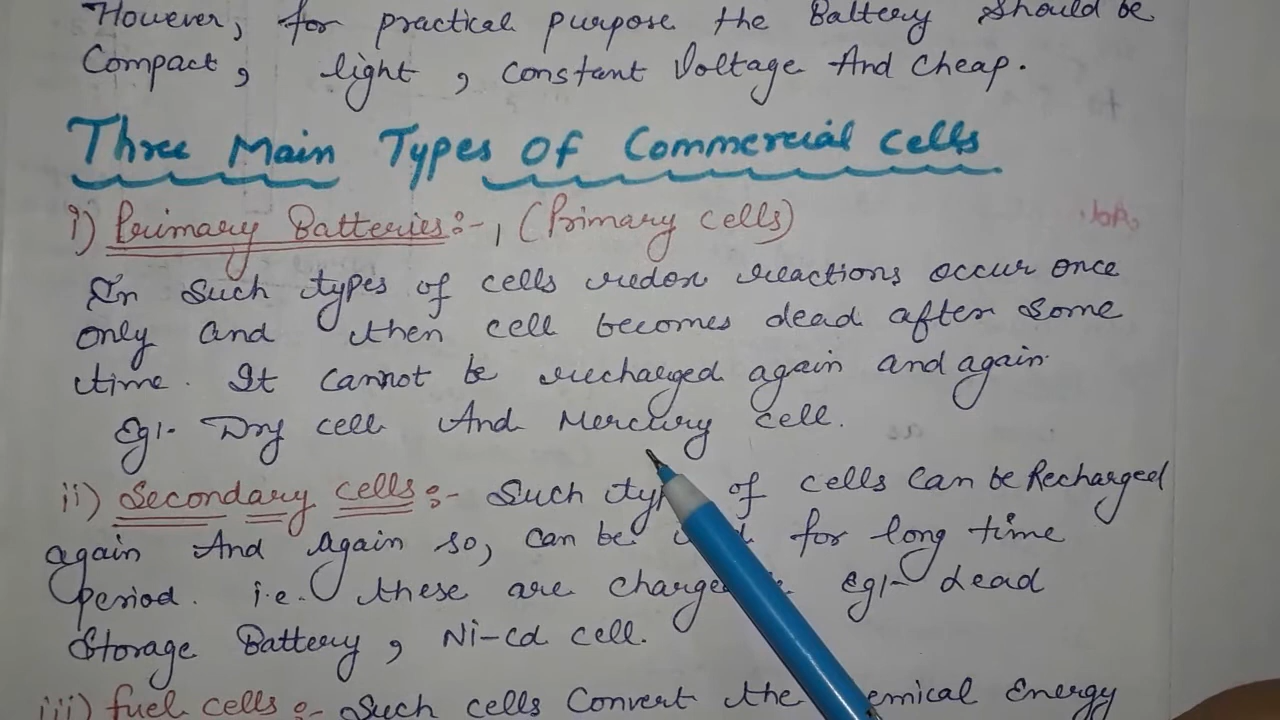 However, for practical purpose the Battery should be
Compact, light, constant Voltage And cheap.
Three Main Types Of Commercial Cells
i) Primary Batteries:-, (Primary cells)
In such types of cells redox reactions occur once
only and then cell becomes dead after some
time. It cannot be recharged again and again
Eg:- Dry cell And Mercury cell.
ii) Secondary cells:- Such of cells can be Recharged
again And Again so, can be for long time
period. i.e. these are Eg:- Lead
Storage Battery, Ni-cd cell.
iii) fuel cells:- Such cells Convert the Energy